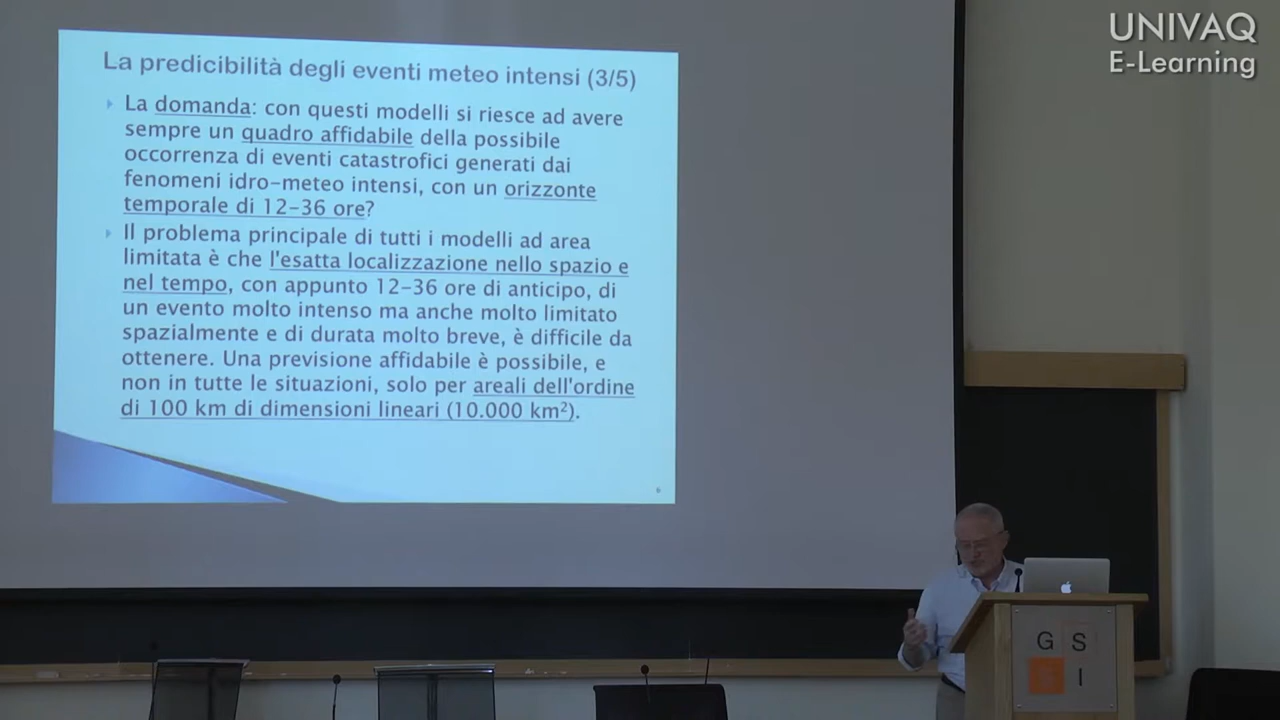 UNIVAQ
E-Learning
La predicibilità degli eventi meteo intensi (3/5)
La domanda: con questi modelli si riesce ad avere
sempre un quadro affidabile della possibile
occorrenza di eventi catastrofici generati dai
fenomeni idro-meteo intensi, con un orizzonte
temporale di 12-36 ore?
Il problema principale di tutti i modelli ad area
limitata è che l'esatta localizzazione nello spazio e
nel tempo, con appunto 12-36 ore di anticipo, di
un evento molto intenso ma anche molto limitato
spazialmente e di durata molto breve, è difficile da
ottenere. Una previsione affidabile è possibile, e
non in tutte le situazioni, solo per areali dell'ordine
di 100 km di dimensioni lineari (10.000 km²).
G S
S I